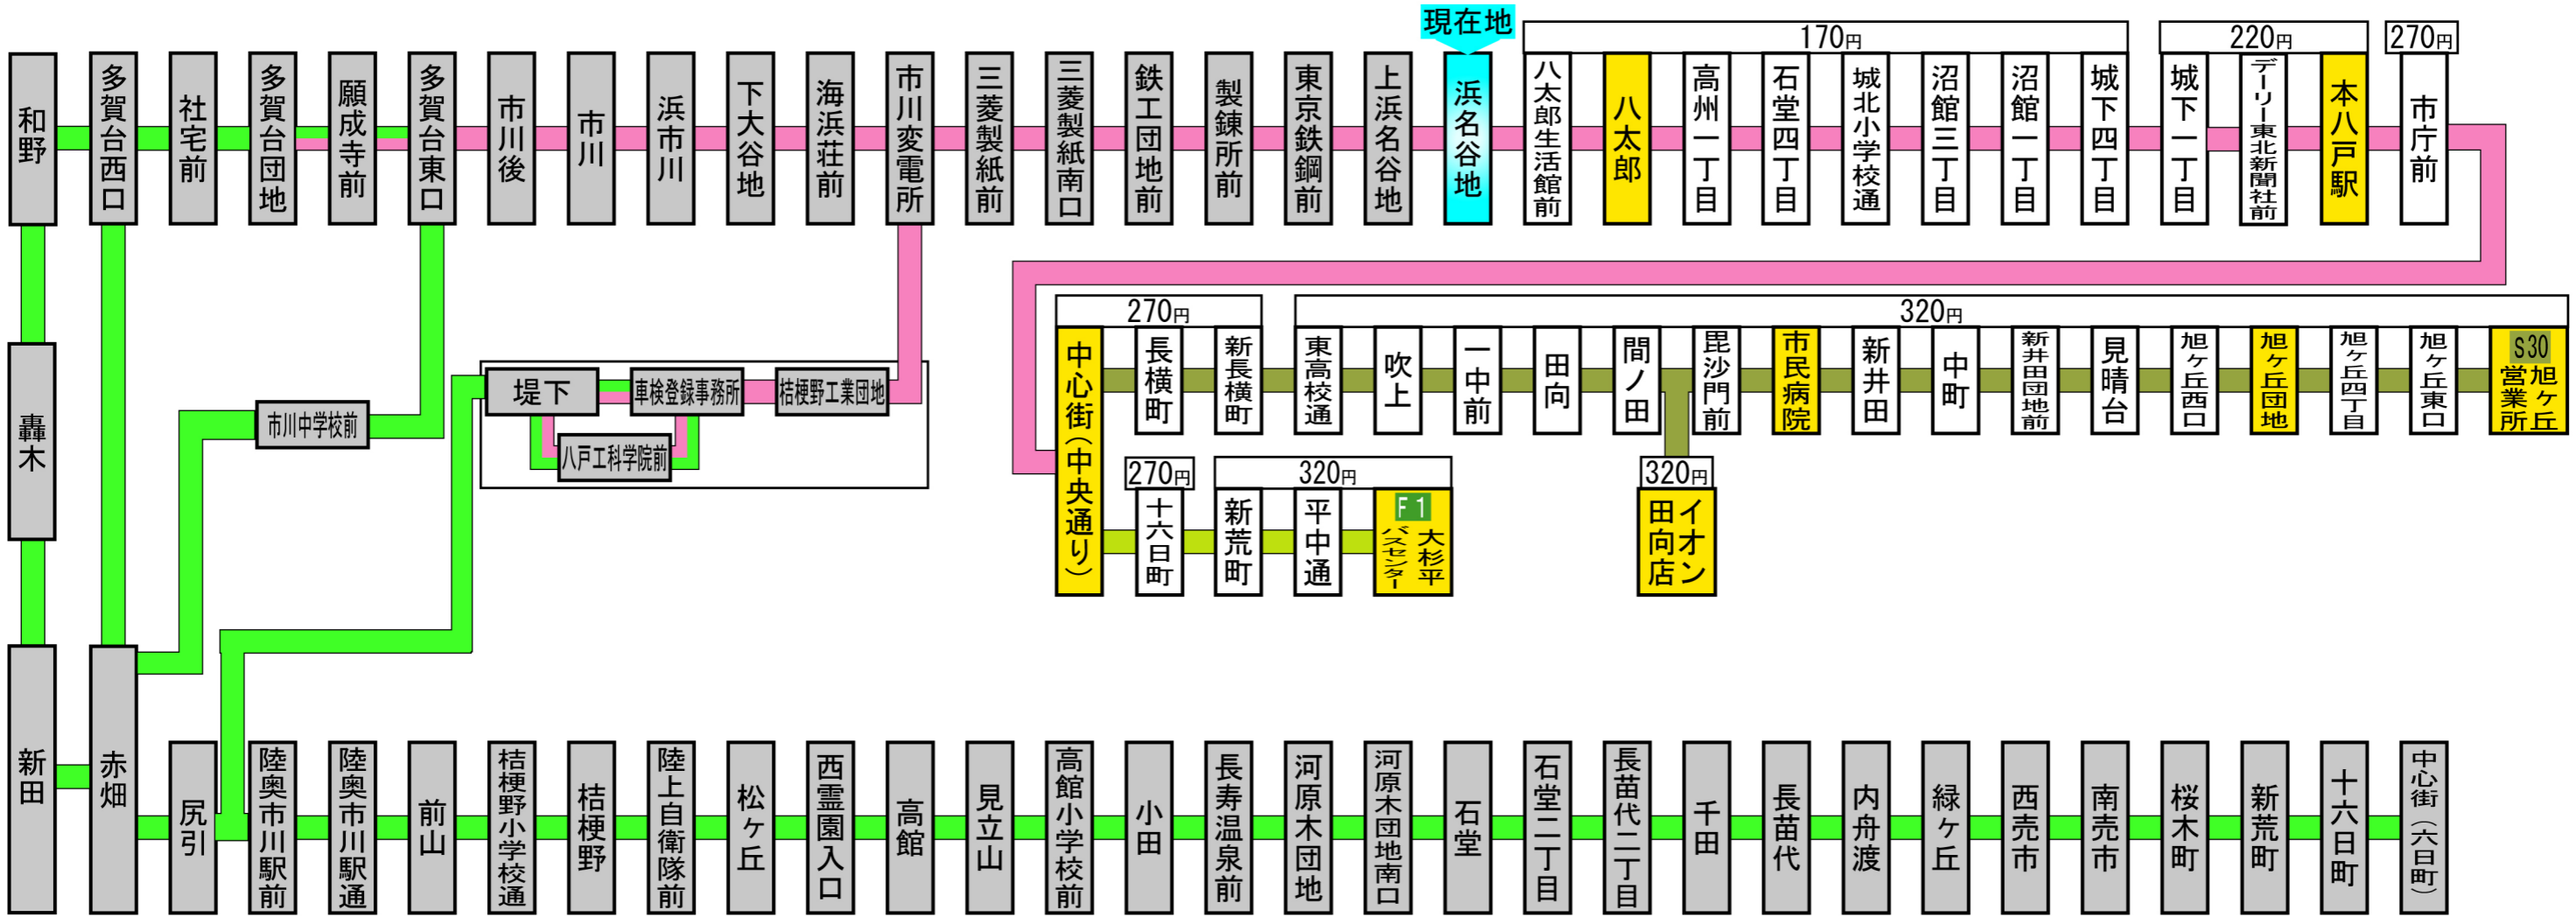 現在地
170円
220円
270円
和野
多賀台西口
社宅前
多賀台団地
願成寺前
多賀台東口
市川後
市川
浜市川
下大谷地
海浜荘前
市川変電所
三菱製紙前
三菱製紙南口
鉄工団地前
製錬所前
東京鉄鋼前
上浜名谷地
浜名谷地
八太郎生活館前
八太郎
高州一丁目
石堂四丁目
城北小学校通
沼館三丁目
沼館一丁目
城下四丁目
城下一丁目
デーリー東北新聞社前
本八戸駅
市庁前
270円
320円
中心街(中央通り)
長横町
新長横町
東高校通
吹上
一中前
田向
間ノ田
毘沙門前
市民病院
新井田
中町
新井田団地前
見晴台
旭ヶ丘西口
旭ヶ丘団地
旭ヶ丘四丁目
旭ヶ丘東口
S30
旭ヶ丘
営業所
轟木
市川中学校前
堤下
車検登録事務所
桔梗野工業団地
八戸工科学院前
270円
320円
320円
十六日町
新荒町
平中通
F1
大杉平
バスセンター
イオン
田向店
新田
赤畑
尻引
陸奥市川駅前
陸奥市川駅通
前山
桔梗野小学校通
桔梗野
陸上自衛隊前
松ヶ丘
西霊園入口
高館
見立山
高館小学校前
小田
長寿温泉前
河原木団地
河原木団地南口
石堂
石堂二丁目
長苗代二丁目
千田
長苗代
内舟渡
緑ヶ丘
西売市
南売市
桜木町
新荒町
十六日町
中心街(六日町)